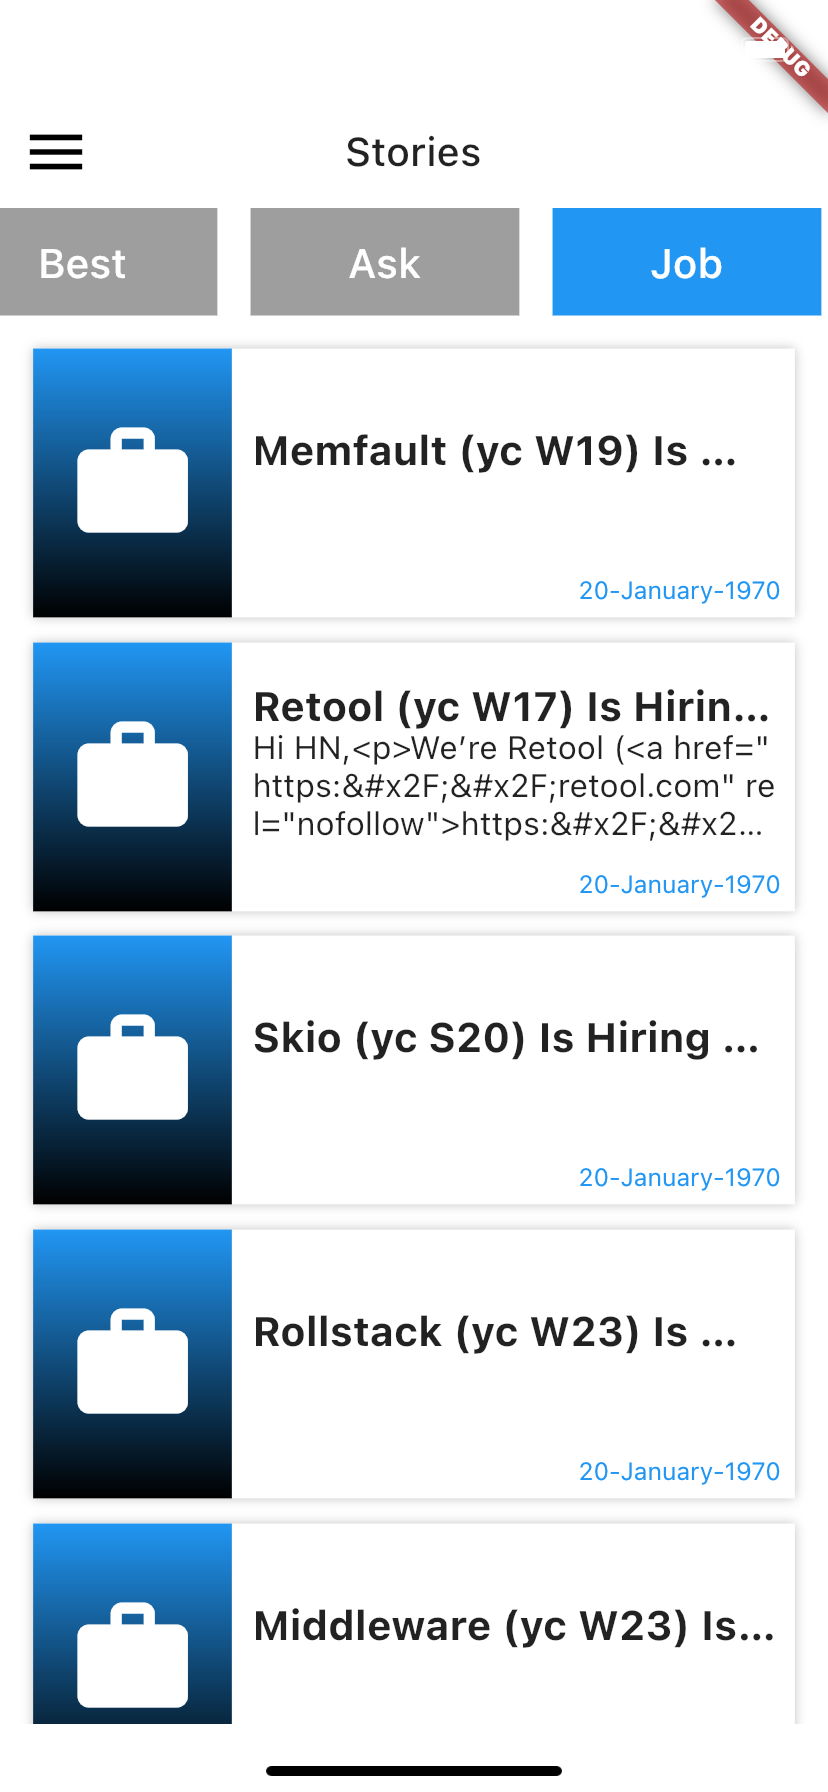 DEBUG
Stories
Best
Ask
Job
Memfault (yc W19) Is ...
20-January-1970
Retool (yc W17) Is Hirin...
Hi HN,<p>We’re Retool (<a href="
https:&#x2F;&#x2F;retool.com" re
l="nofollow">https:&#x2F;&#x2...
20-January-1970
Skio (yc S20) Is Hiring ...
20-January-1970
Rollstack (yc W23) Is ...
20-January-1970
Middleware (yc W23) Is...